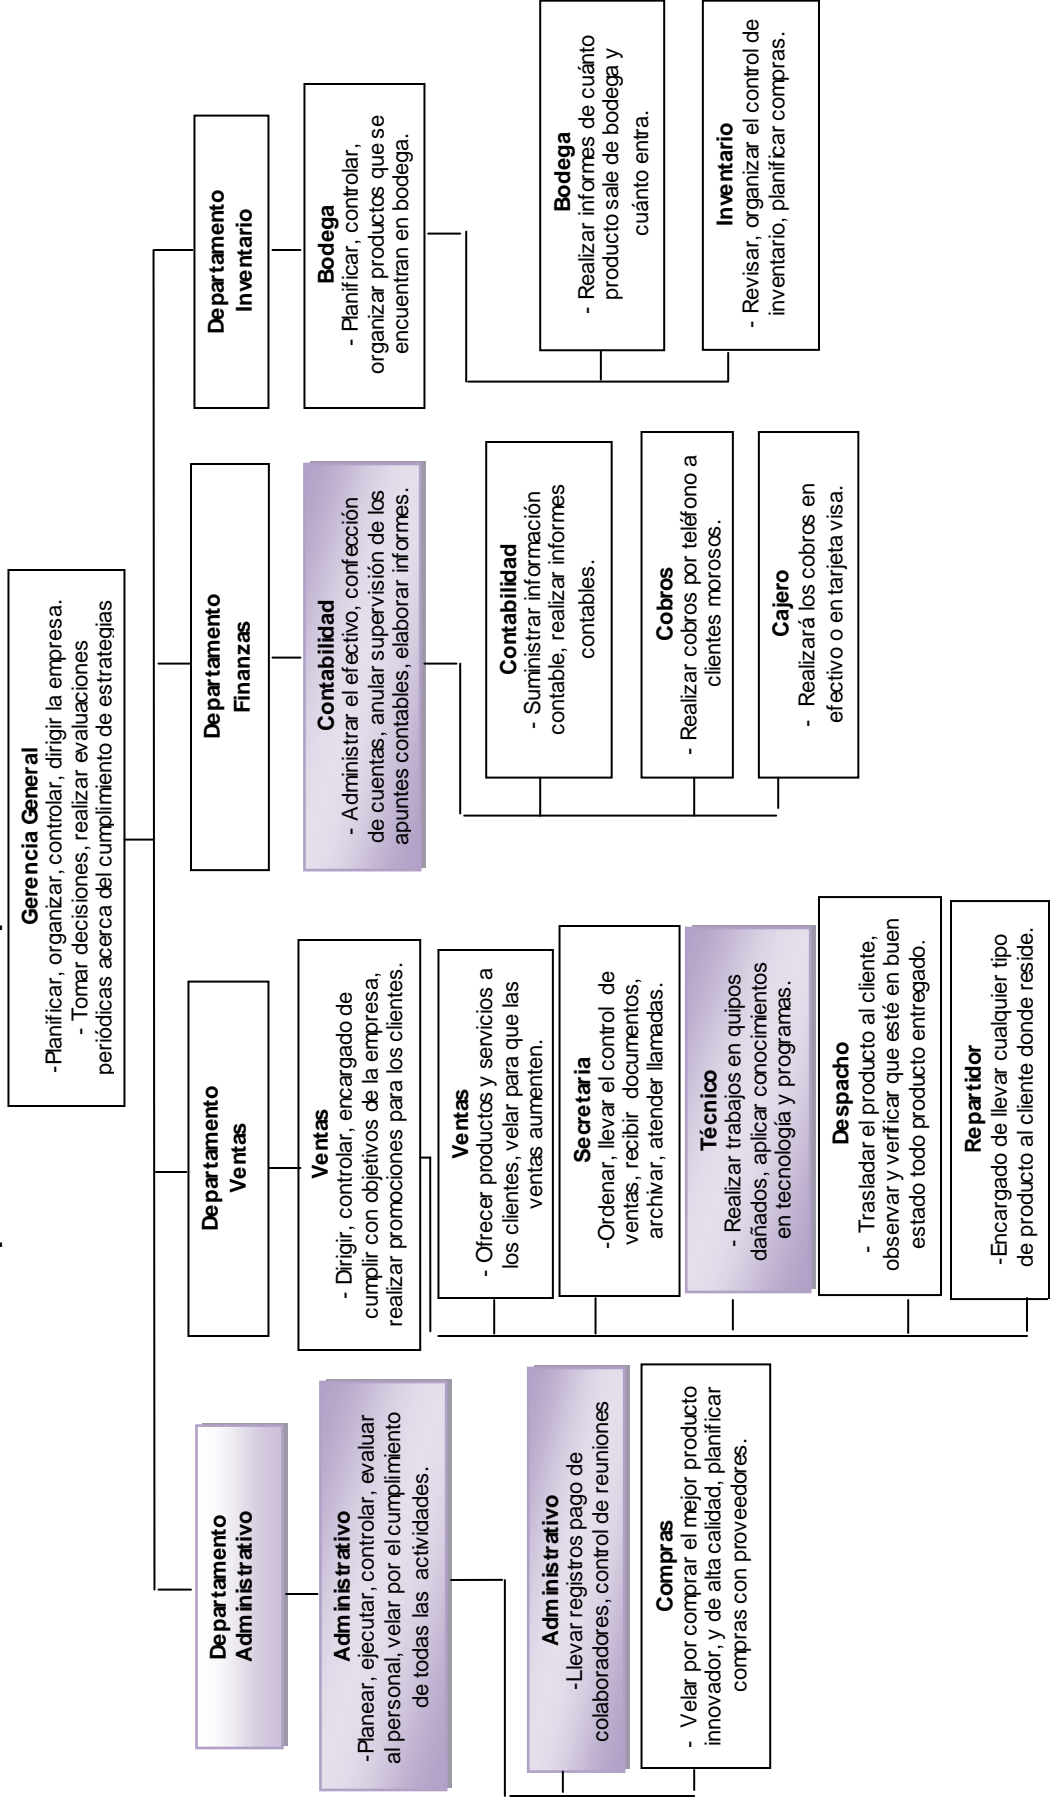 Gerencia General
-Planificar, organizar, controlar, dirigir la empresa.
- Tomar decisiones, realizar evaluaciones
periódicas acerca del cumplimiento de estrategias
Departamento
Administrativo
Administrativo
-Planear, ejecutar, controlar, evaluar
al personal, velar por el cumplimiento
de todas las actividades.
Administrativo
-Llevar registros pago de
colaboradores, control de reuniones
Compras
- Velar por comprar el mejor producto
innovador, y de alta calidad, planificar
compras con proveedores.
Departamento
Ventas
Ventas
- Dirigir, controlar, encargado de
cumplir con objetivos de la empresa,
realizar promociones para los clientes.
Ventas
- Ofrecer productos y servicios a
los clientes, velar para que las
ventas aumenten.
Secretaria
-Ordenar, llevar el control de
ventas, recibir documentos,
archivar, atender llamadas.
Técnico
- Realizar trabajos en quipos
dañados, aplicar conocimientos
en tecnología y programas.
Despacho
- Trasladar el producto al cliente,
observar y verificar que esté en buen
estado todo producto entregado.
Repartidor
-Encargado de llevar cualquier tipo
de producto al cliente donde reside.
Departamento
Finanzas
Contabilidad
- Administrar el efectivo, confección
de cuentas, anular supervisión de los
apuntes contables, elaborar informes.
Contabilidad
- Suministrar información
contable, realizar informes
contables.
Cobros
- Realizar cobros por teléfono a
clientes morosos.
Cajero
- Realizará los cobros en
efectivo o en tarjeta visa.
Departamento
Inventario
Bodega
- Planificar, controlar,
organizar productos que se
encuentran en bodega.
Bodega
- Realizar informes de cuánto
producto sale de bodega y
cuánto entra.
Inventario
- Revisar, organizar el control de
inventario, planificar compras.